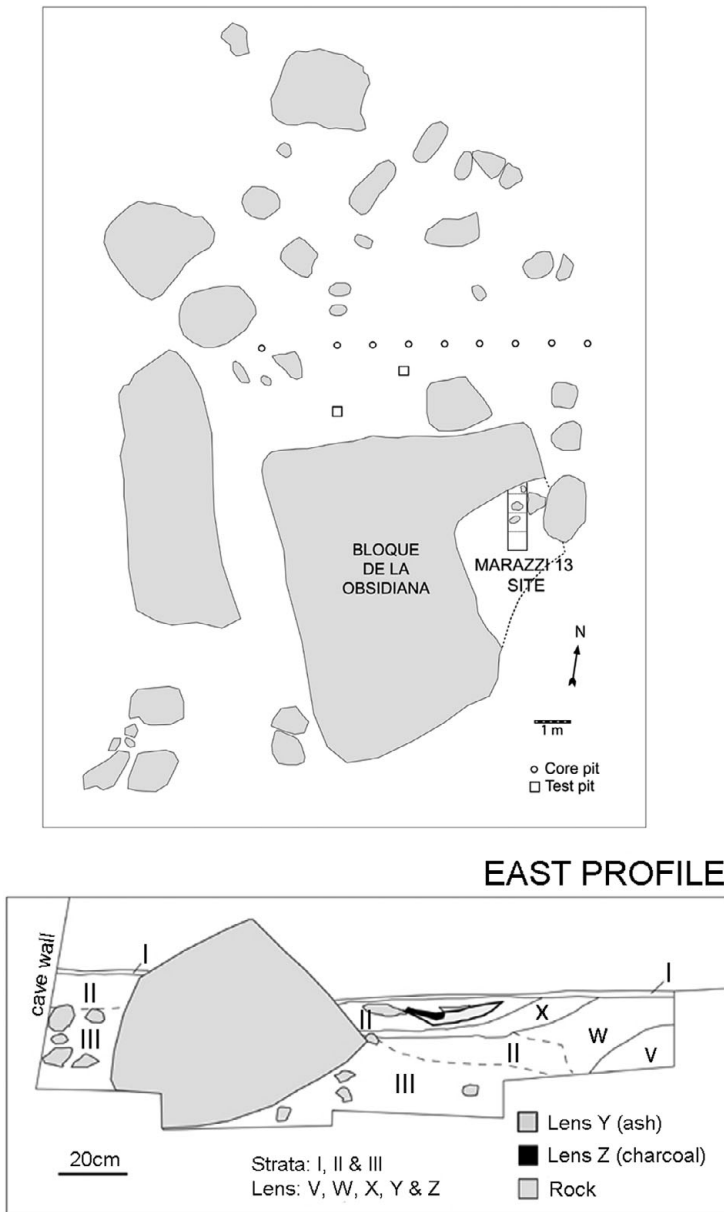 BLOQUE
DE LA
OBSIDIANA
MARAZZI 13
SITE
N
1 m
Core pit
Test pit
EAST PROFILE
cave wall
I
II
III
I
II
X
W
V
II
III
20cm
Strata: I, II & III
Lens: V, W, X, Y & Z
Lens Y (ash)
Lens Z (charcoal)
Rock